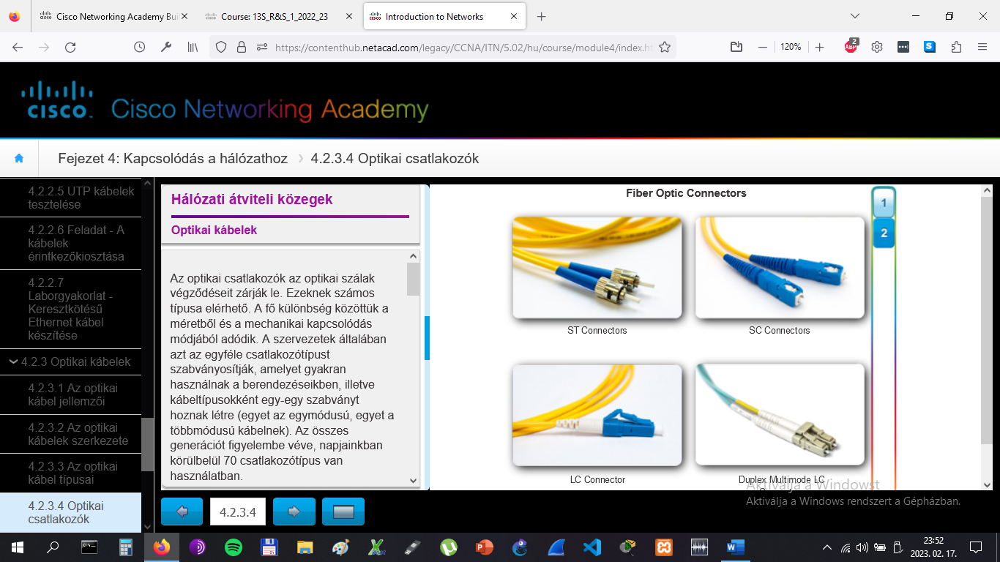 Cisco Networking Academy Bui
Course: 13S_R&S_1_2022_23
Introduction to Networks
https://contenthub.netacad.com/legacy/CCNA/ITN/5.02/hu/course/module4/index.ht
120%
ABP
2
S
CISCO
Cisco Networking Academy
Fejezet 4: Kapcsolódás a hálózathoz
4.2.3.4 Optikai csatlakozók
4.2.2.5 UTP kábelek
tesztelése
4.2.2.6 Feladat - A
kábelek
érintkezőkiosztása
4.2.2.7
Laborgyakorlat -
Keresztkötésű
Ethernet kábel
készítése
4.2.3 Optikai kábelek
4.2.3.1 Az optikai
kábel jellemzői
4.2.3.2 Az optikai
kábelek szerkezete
4.2.3.3 Az optikai
kábel típusai
4.2.3.4 Optikai
csatlakozók
Hálózati átviteli közegek
Optikai kábelek
Az optikai csatlakozók az optikai szálak
végződéseit zárják le. Ezeknek számos
típusa elérhető. A fő különbség közöttük a
méretből és a mechanikai kapcsolódás
módjából adódik. A szervezetek általában
azt az egyféle csatlakozótípust
szabványosítják, amelyet gyakran
használnak a berendezéseikben, illetve
kábeltípusokként egy-egy szabványt
hoznak létre (egyet az egymódusú, egyet a
többmódusú kábelnek). Az összes
generációt figyelembe véve, napjainkban
körülbelül 70 csatlakozótípus van
használatban.
Fiber Optic Connectors
ST Connectors
SC Connectors
LC Connector
Duplex Multimode LC
1
2
4.2.3.4
Aktiválja a Windowst
Aktiválja a Windows rendszert a Gépházban.
23:52
2023. 02. 17.